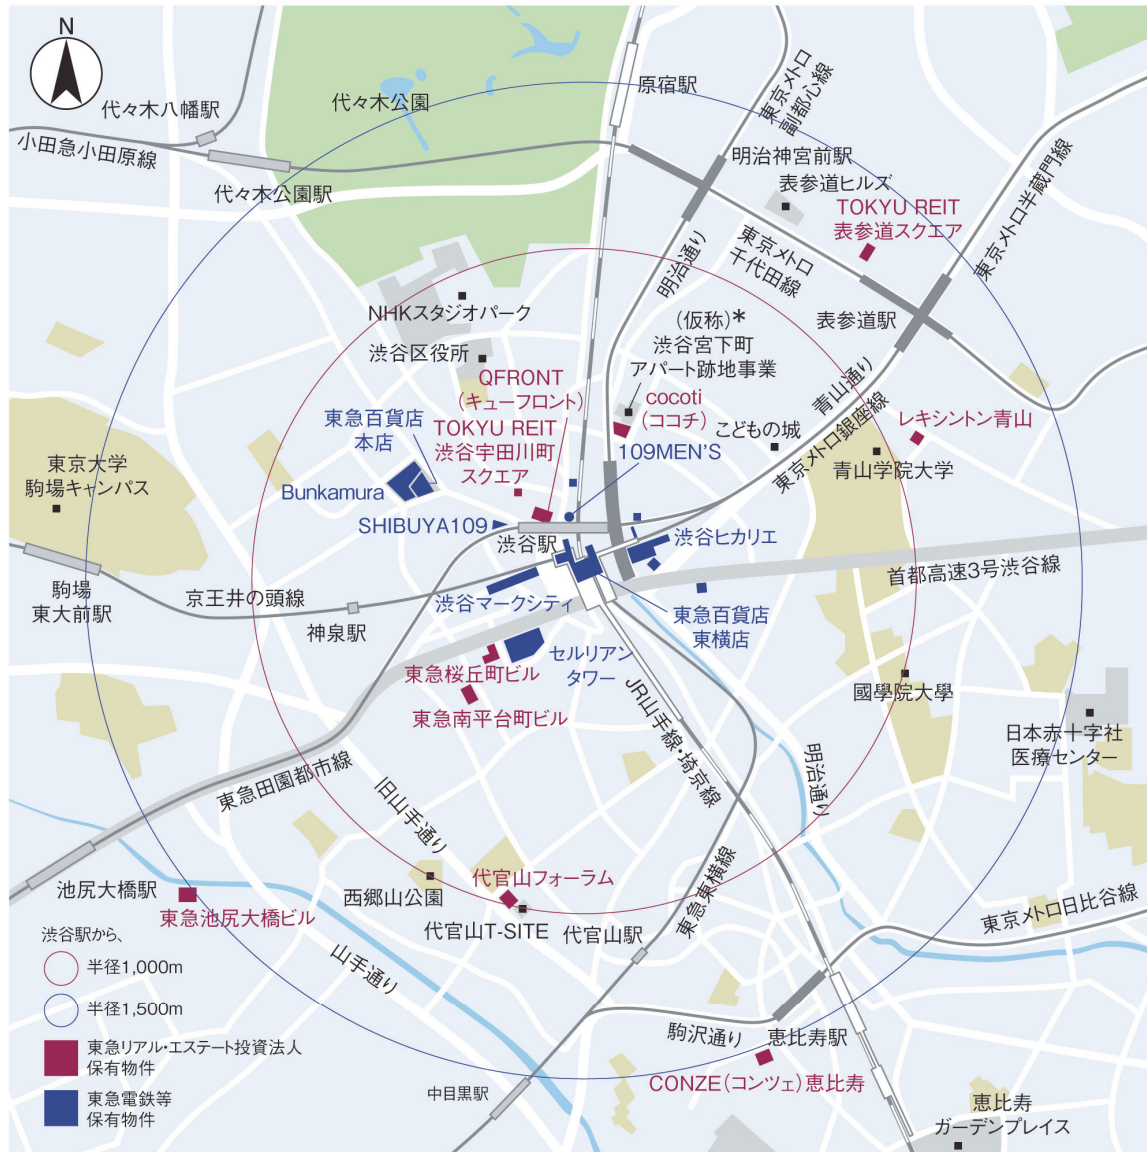 N
代々木八幡駅
代々木公園
原宿駅
東京メトロ
副都心線
小田急小田原線
代々木公園駅
明治神宮前駅
表参道ヒルズ
TOKYU REIT
表参道スクエア
東京メトロ半蔵門線
明治通り
東京メトロ
千代田線
NHKスタジオパーク
渋谷区役所
(仮称)*
渋谷宮下町
アパート跡地事業
表参道駅
QFRONT
(キューフロント)
cocoti
(ココチ)
青山通り
東急百貨店
本店
TOKYU REIT
渋谷宇田川町
スクエア
109MEN'S
こどもの城
東京メトロ銀座線
レキシントン青山
青山学院大学
東京大学
駒場キャンパス
Bunkamura
SHIBUYA109
渋谷駅
渋谷ヒカリエ
首都高速3号渋谷線
駒場
東大前駅
京王井の頭線
神泉駅
渋谷マークシティ
東急百貨店
東横店
東急桜丘町ビル
セルリアン
タワー
東急南平台町ビル
國學院大學
JR山手線・埼京線
明治通り
日本赤十字社
医療センター
東急田園都市線
旧山手通り
池尻大橋駅
東急池尻大橋ビル
西郷山公園
代官山フォーラム
代官山T-SITE
代官山駅
東急東横線
東京メトロ日比谷線
山手通り
渋谷駅から、
半径1,000m
半径1,500m
東急リアル・エステート投資法人
保有物件
東急電鉄等
保有物件
駒沢通り
恵比寿駅
CONZE(コンツェ)恵比寿
中目黒駅
恵比寿
ガーデンプレイス